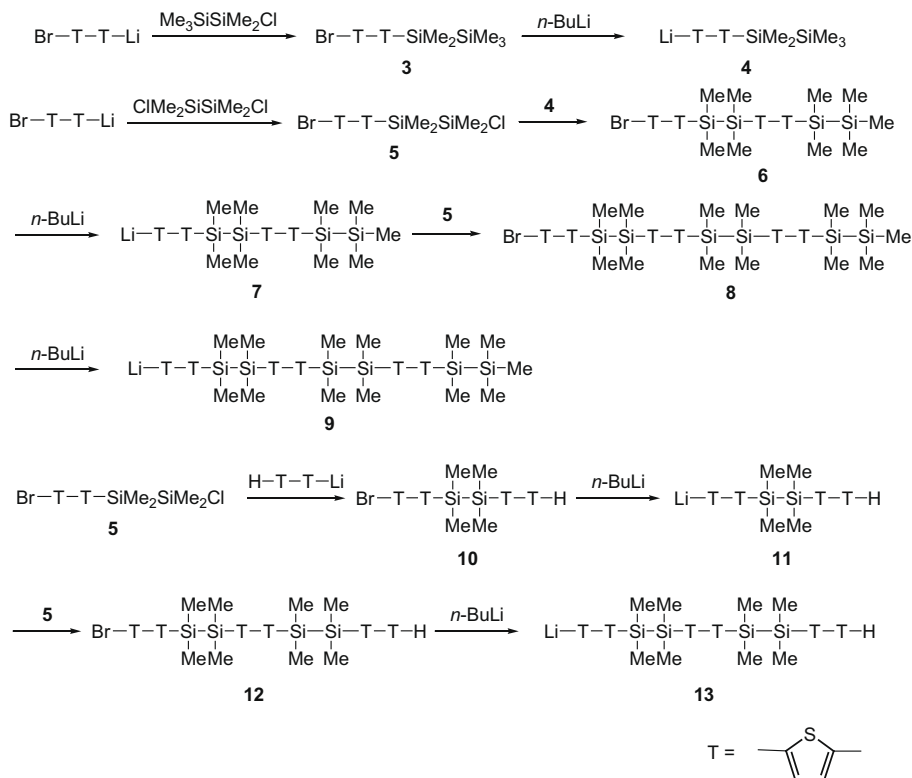 Me3SiSiMe2Cl
n-BuLi
Br—T—T—Li
Br—T—T—SiMe2SiMe3
Li—T—T—SiMe2SiMe3
3
4
ClMe2SiSiMe2Cl
4
Br—T—T—Li
Br—T—T—SiMe2SiMe2Cl
5
MeMe Me Me
Br—T—T—Si—Si—T—T—Si—Si—Me
MeMe Me Me
6
n-BuLi
MeMe Me Me
Li—T—T—Si—Si—T—T—Si—Si—Me
MeMe Me Me
7
5
MeMe Me Me Me Me
Br—T—T—Si—Si—T—T—Si—Si—T—T—Si—Si—Me
MeMe Me Me Me Me
8
n-BuLi
MeMe Me Me Me Me
Li—T—T—Si—Si—T—T—Si—Si—T—T—Si—Si—Me
MeMe Me Me Me Me
9
Br—T—T—SiMe2SiMe2Cl
5
H—T—T—Li
MeMe
Br—T—T—Si—Si—T—T—H
MeMe
10
n-BuLi
MeMe
Li—T—T—Si—Si—T—T—H
MeMe
11
5
MeMe Me Me
Br—T—T—Si—Si—T—T—Si—Si—T—T—H
MeMe Me Me
12
n-BuLi
MeMe Me Me
Li—T—T—Si—Si—T—T—Si—Si—T—T—H
MeMe Me Me
13
T =
S